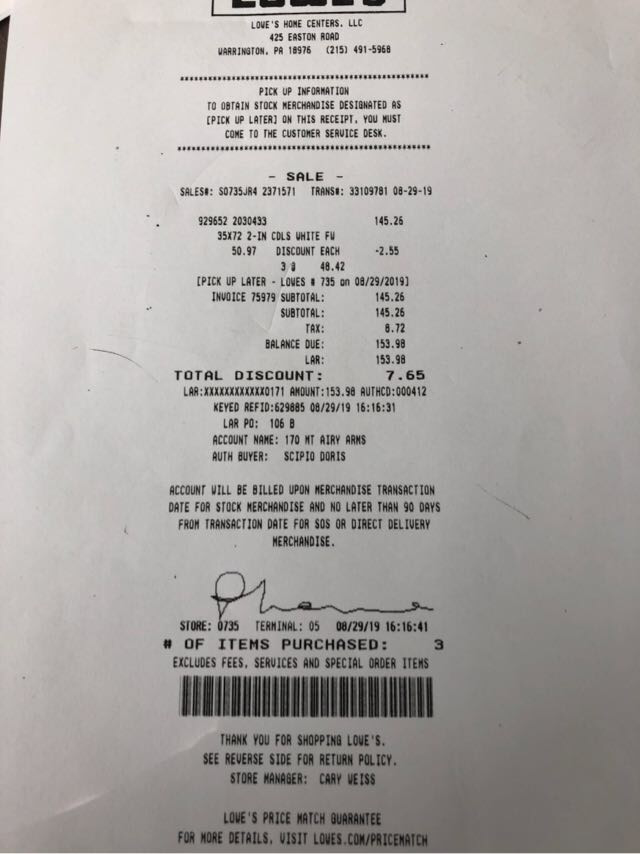 LOWE'S HOME CENTERS, LLC
425 EASTON ROAD
WARRINGTON, PA 18976 (215) 491-5968
PICK UP INFORMATION
TO OBTAIN STOCK MERCHANDISE DESIGNATED AS
[PICK UP LATER] ON THIS RECEIPT, YOU MUST
COME TO THE CUSTOMER SERVICE DESK.
- SALE -
SALES#: S0735JR4 2371571 TRANS#: 33109781 08-29-19
929652 2030433 145.26
35X72 2-IN CDLS WHITE FW
50.97 DISCOUNT EACH -2.55
3 @ 48.42
[PICK UP LATER - LOWES # 735 on 08/29/2019]
INVOICE 75979 SUBTOTAL: 145.26
SUBTOTAL: 145.26
TAX: 8.72
BALANCE DUE: 153.98
LAR: 153.98
TOTAL DISCOUNT: 7.65
LAR:XXXXXXXXXXXX0171 AMOUNT:153.98 AUTHCD:000412
KEYED REFID:629885 08/29/19 16:16:31
LAR PO: 106 B
ACCOUNT NAME: 170 MT AIRY ARMS
AUTH BUYER: SCIPIO DORIS
ACCOUNT WILL BE BILLED UPON MERCHANDISE TRANSACTION
DATE FOR STOCK MERCHANDISE AND NO LATER THAN 90 DAYS
FROM TRANSACTION DATE FOR SOS OR DIRECT DELIVERY
MERCHANDISE.
STORE: 0735 TERMINAL: 05 08/29/19 16:16:41
# OF ITEMS PURCHASED: 3
EXCLUDES FEES, SERVICES AND SPECIAL ORDER ITEMS
THANK YOU FOR SHOPPING LOWE'S.
SEE REVERSE SIDE FOR RETURN POLICY.
STORE MANAGER: CARY WEISS
LOWE'S PRICE MATCH GUARANTEE
FOR MORE DETAILS, VISIT LOWES.COM/PRICEMATCH